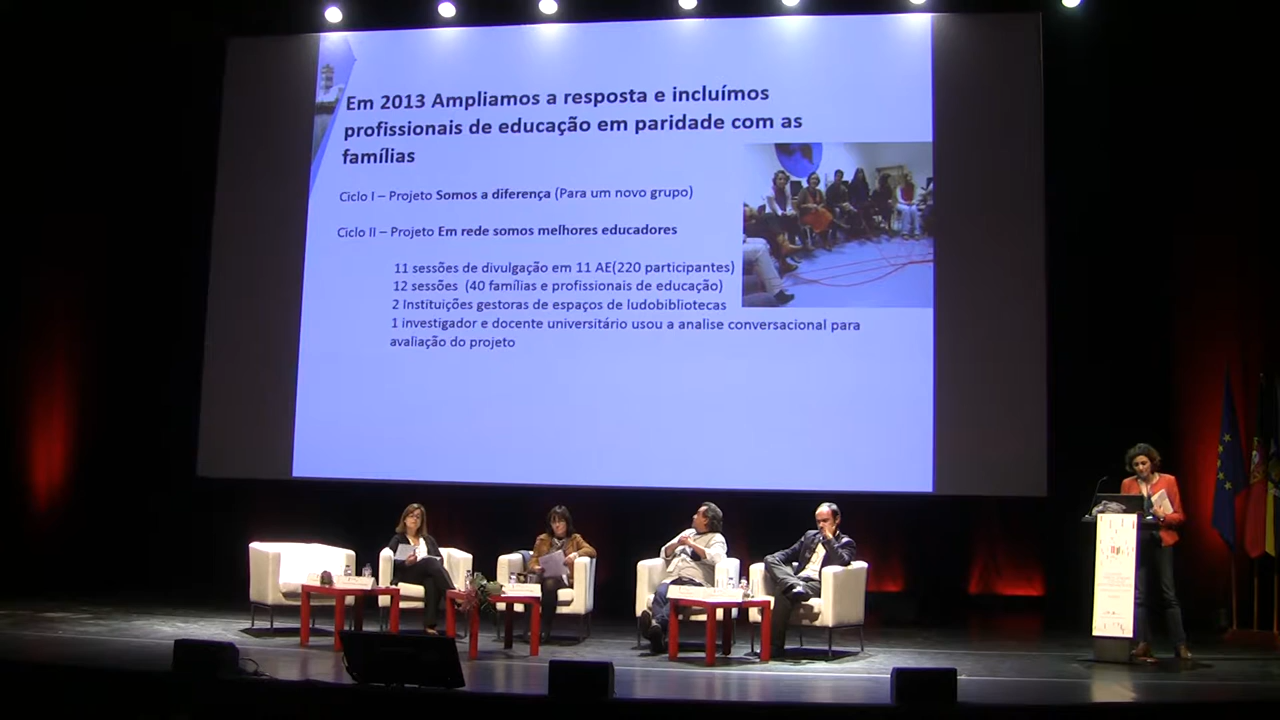 Em 2013 Ampliamos a resposta e incluímos
profissionais de educação em paridade com as
famílias
Ciclo I – Projeto Somos a diferença (Para um novo grupo)
Ciclo II – Projeto Em rede somos melhores educadores
11 sessões de divulgação em 11 AE(220 participantes)
12 sessões (40 famílias e profissionais de educação)
2 Instituições gestoras de espaços de ludobibliotecas
1 investigador e docente universitário usou a analise conversacional para
avaliação do projeto